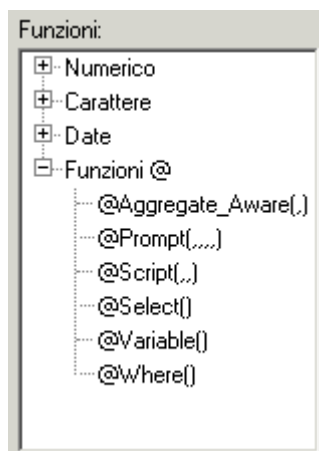 Funzioni:
Numerico
Carattere
Date
Funzioni @
@Aggregate_Aware(,)
@Prompt(,,,,)
@Script(,,)
@Select()
@Variable()
@Where()